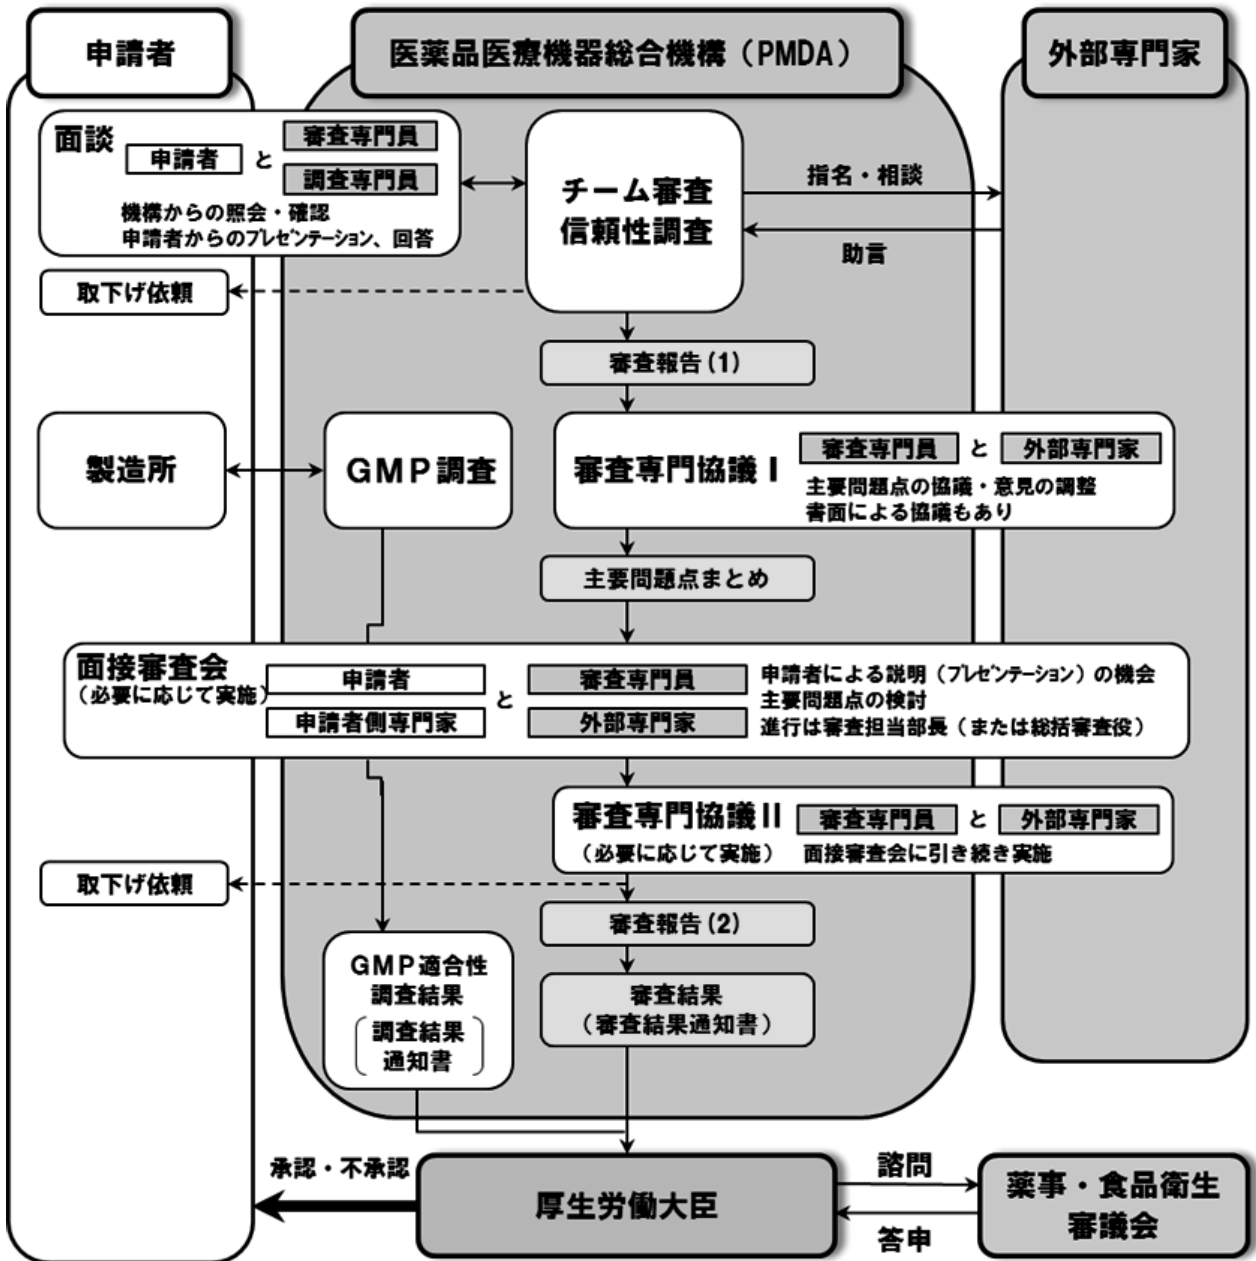 申請者
医薬品医療機器総合機構（PMDA）
外部専門家
面談
申請者
と
審査専門員
調査専門員
機構からの照会・確認
申請者からのプレゼンテーション、回答
チーム審査
信頼性調査
指名・相談
助言
取下げ依頼
審査報告(1)
製造所
GMP調査
審査専門協議Ⅰ
審査専門員
と
外部専門家
主要問題点の協議・意見の調整
書面による協議もあり
主要問題点まとめ
面接審査会
（必要に応じて実施）
申請者
申請者側専門家
と
審査専門員
外部専門家
申請者による説明（プレゼンテーション）の機会
主要問題点の検討
進行は審査担当部長（または総括審査役）
審査専門協議II
審査専門員
と
外部専門家
（必要に応じて実施）　面接審査会に引き続き実施
取下げ依頼
審査報告(2)
GMP適合性
調査結果
調査結果
通知書
審査結果
（審査結果通知書）
承認・不承認
厚生労働大臣
諮問
答申
薬事・食品衛生
審議会